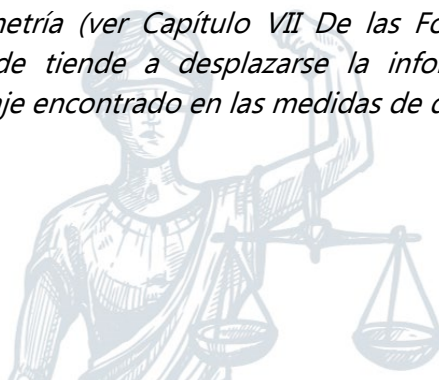 metría (ver Capítulo VII De las Fo
de tiende a desplazarse la info
aje encontrado en las medidas de